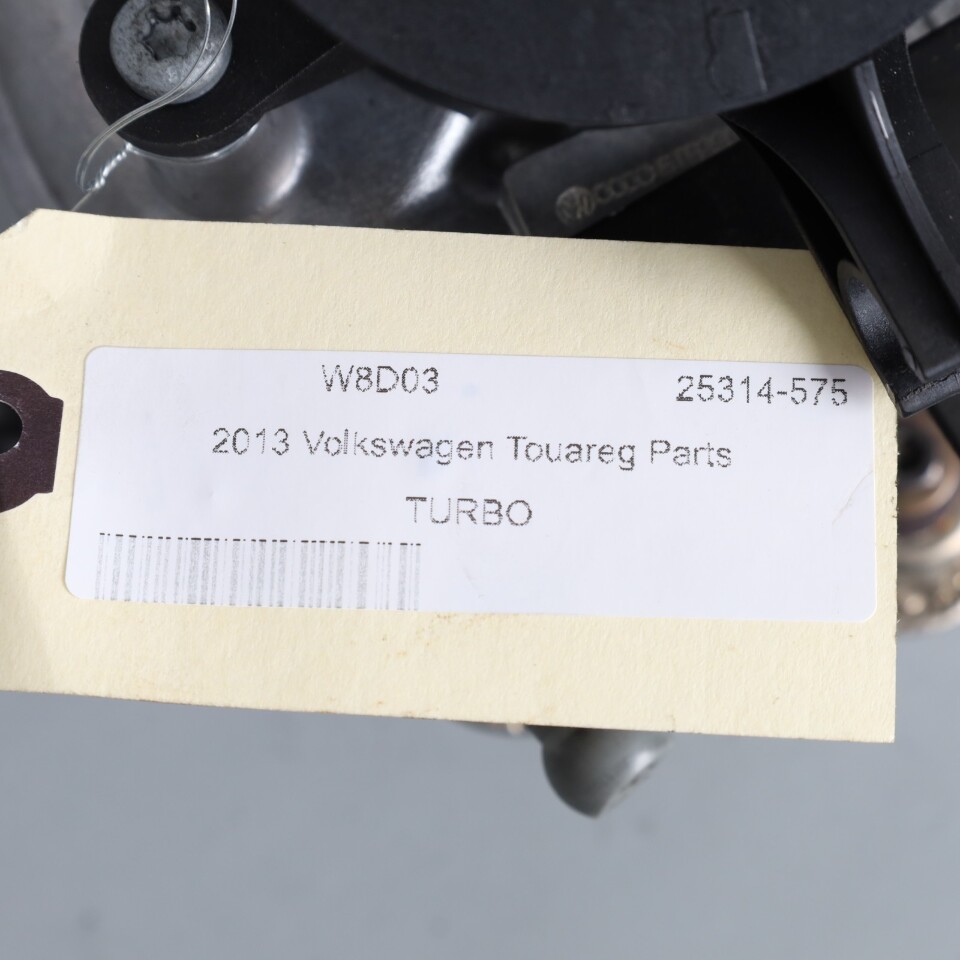 W8D03 25314-575
2013 Volkswagen Touareg Parts
TURBO